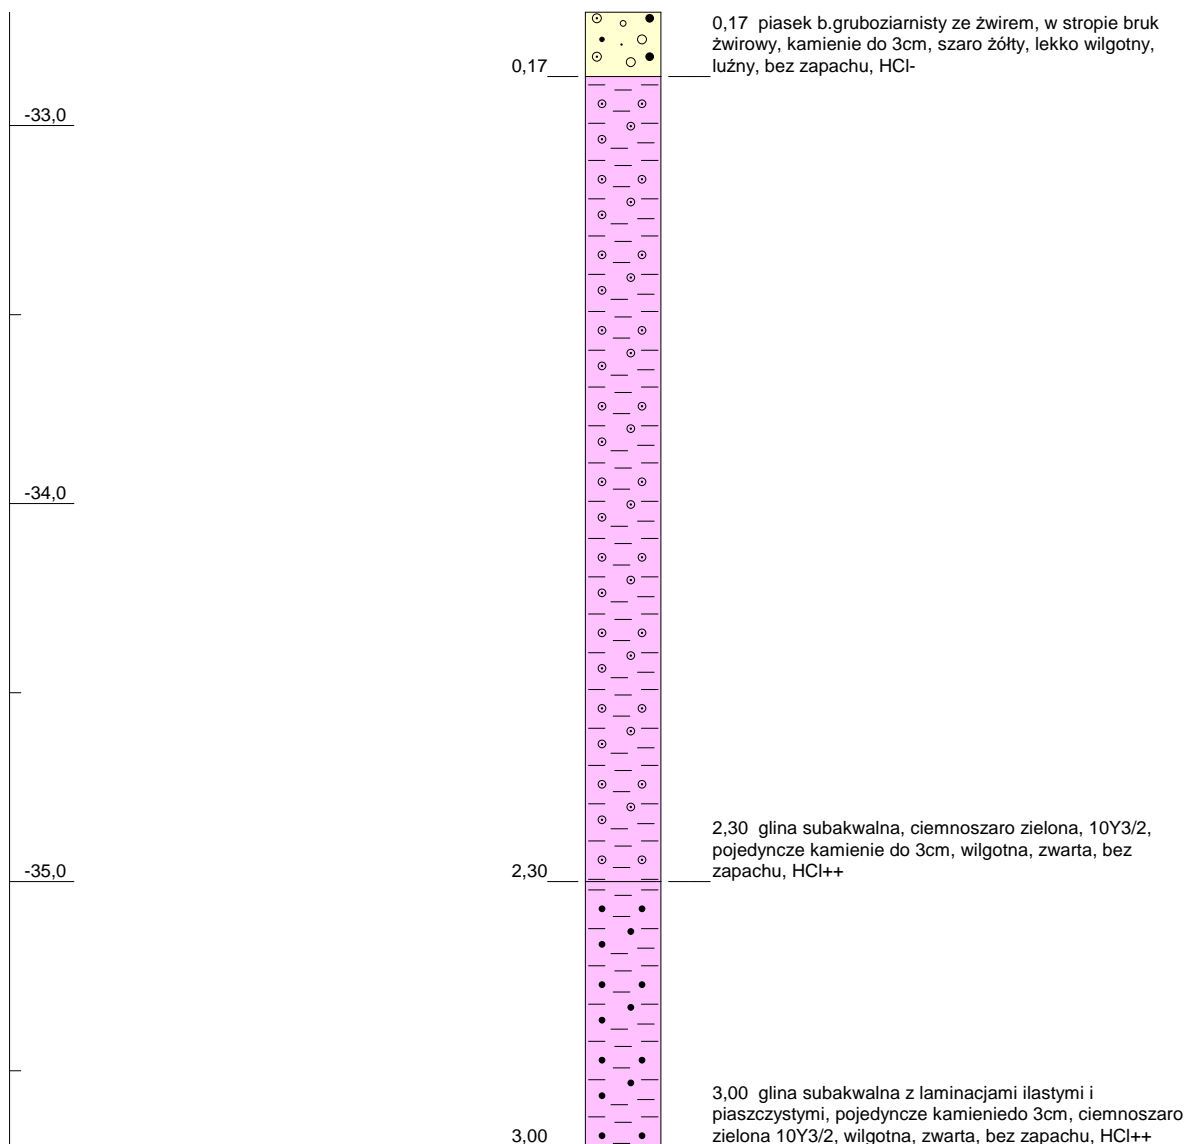 0,17 piasek b.gruboziarnisty ze żwirem, w stropie bruk
żwirowy, kamienie do 3cm, szaro żółty, lekko wilgotny,
luźny, bez zapachu, HCl-
0,17
-33,0
-34,0
2,30 glina subakwalna, ciemnoszaro zielona, 10Y3/2,
pojedyncze kamienie do 3cm, wilgotna, zwarta, bez
zapachu, HCl++
-35,0
2,30
3,00 glina subakwalna z laminacjami ilastymi i
piaszczystymi, pojedyncze kamieniedo 3cm, ciemnoszaro
zielona 10Y3/2, wilgotna, zwarta, bez zapachu, HCl++
3,00